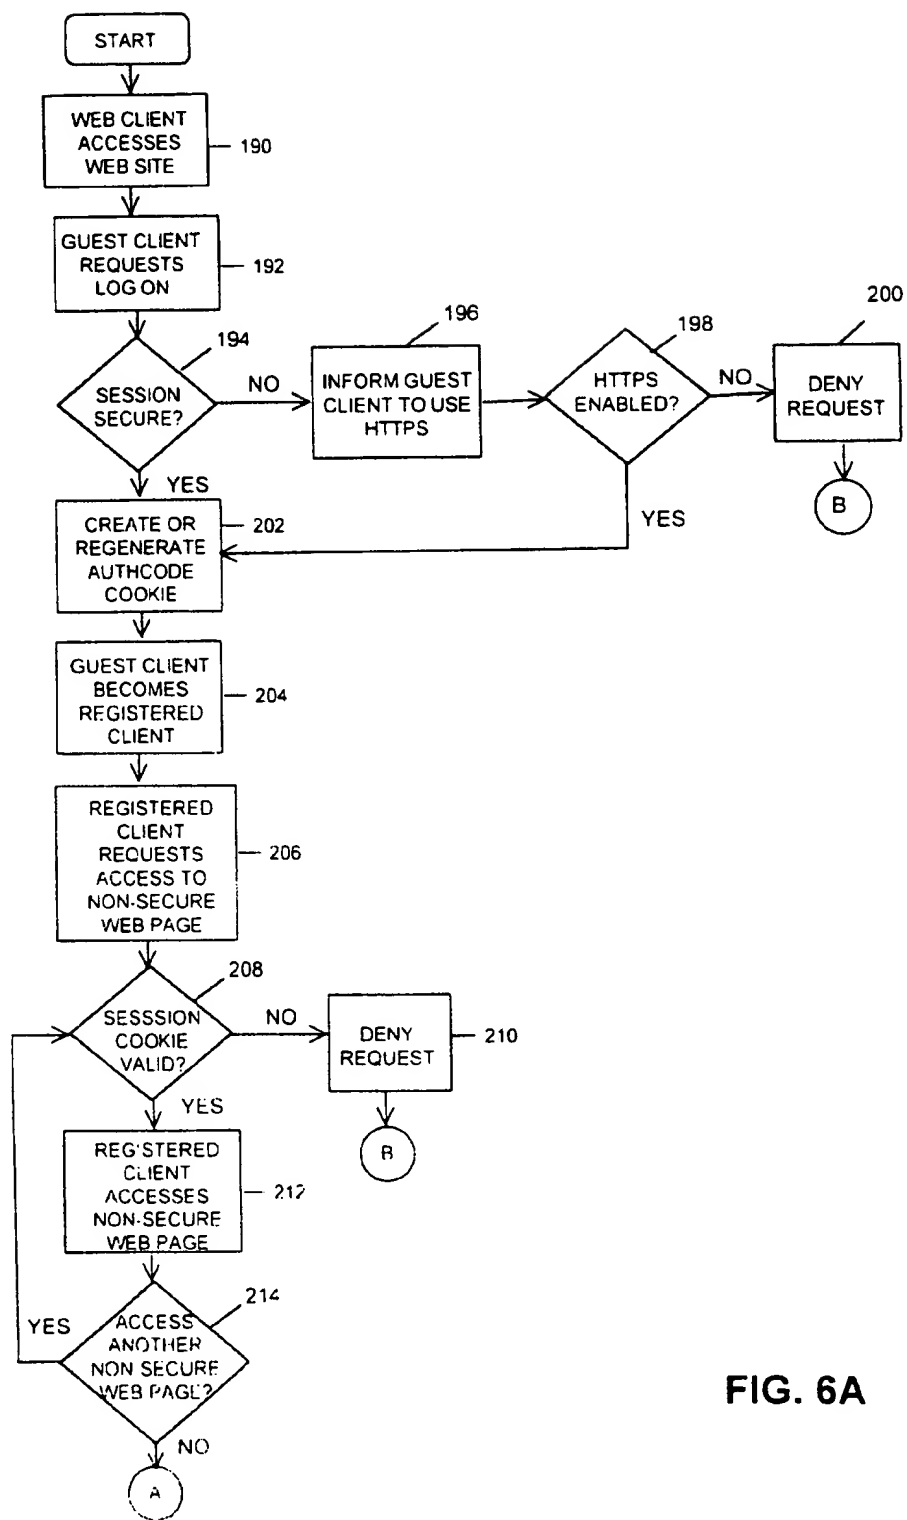 START
WEB CLIENT
ACCESSES
WEB SITE
190
GUEST CLIENT
REQUESTS
LOG ON
192
194
SESSION
SECURE?
NO
YES
196
INFORM GUEST
CLIENT TO USE
HTTPS
198
HTTPS
ENABLED?
NO
YES
200
DENY
REQUEST
B
CREATE OR
REGENERATE
AUTHCODE
COOKIE
202
GUEST CLIENT
BECOMES
REGISTERED
CLIENT
204
REGISTERED
CLIENT
REQUESTS
ACCESS TO
NON-SECURE
WEB PAGE
206
208
SESSSION
COOKIE
VALID?
NO
YES
DENY
REQUEST
210
B
REGISTERED
CLIENT
ACCESSES
NON-SECURE
WEB PAGE
212
214
ACCESS
ANOTHER
NON SECURE
WEB PAGE?
YES
NO
A
FIG. 6A